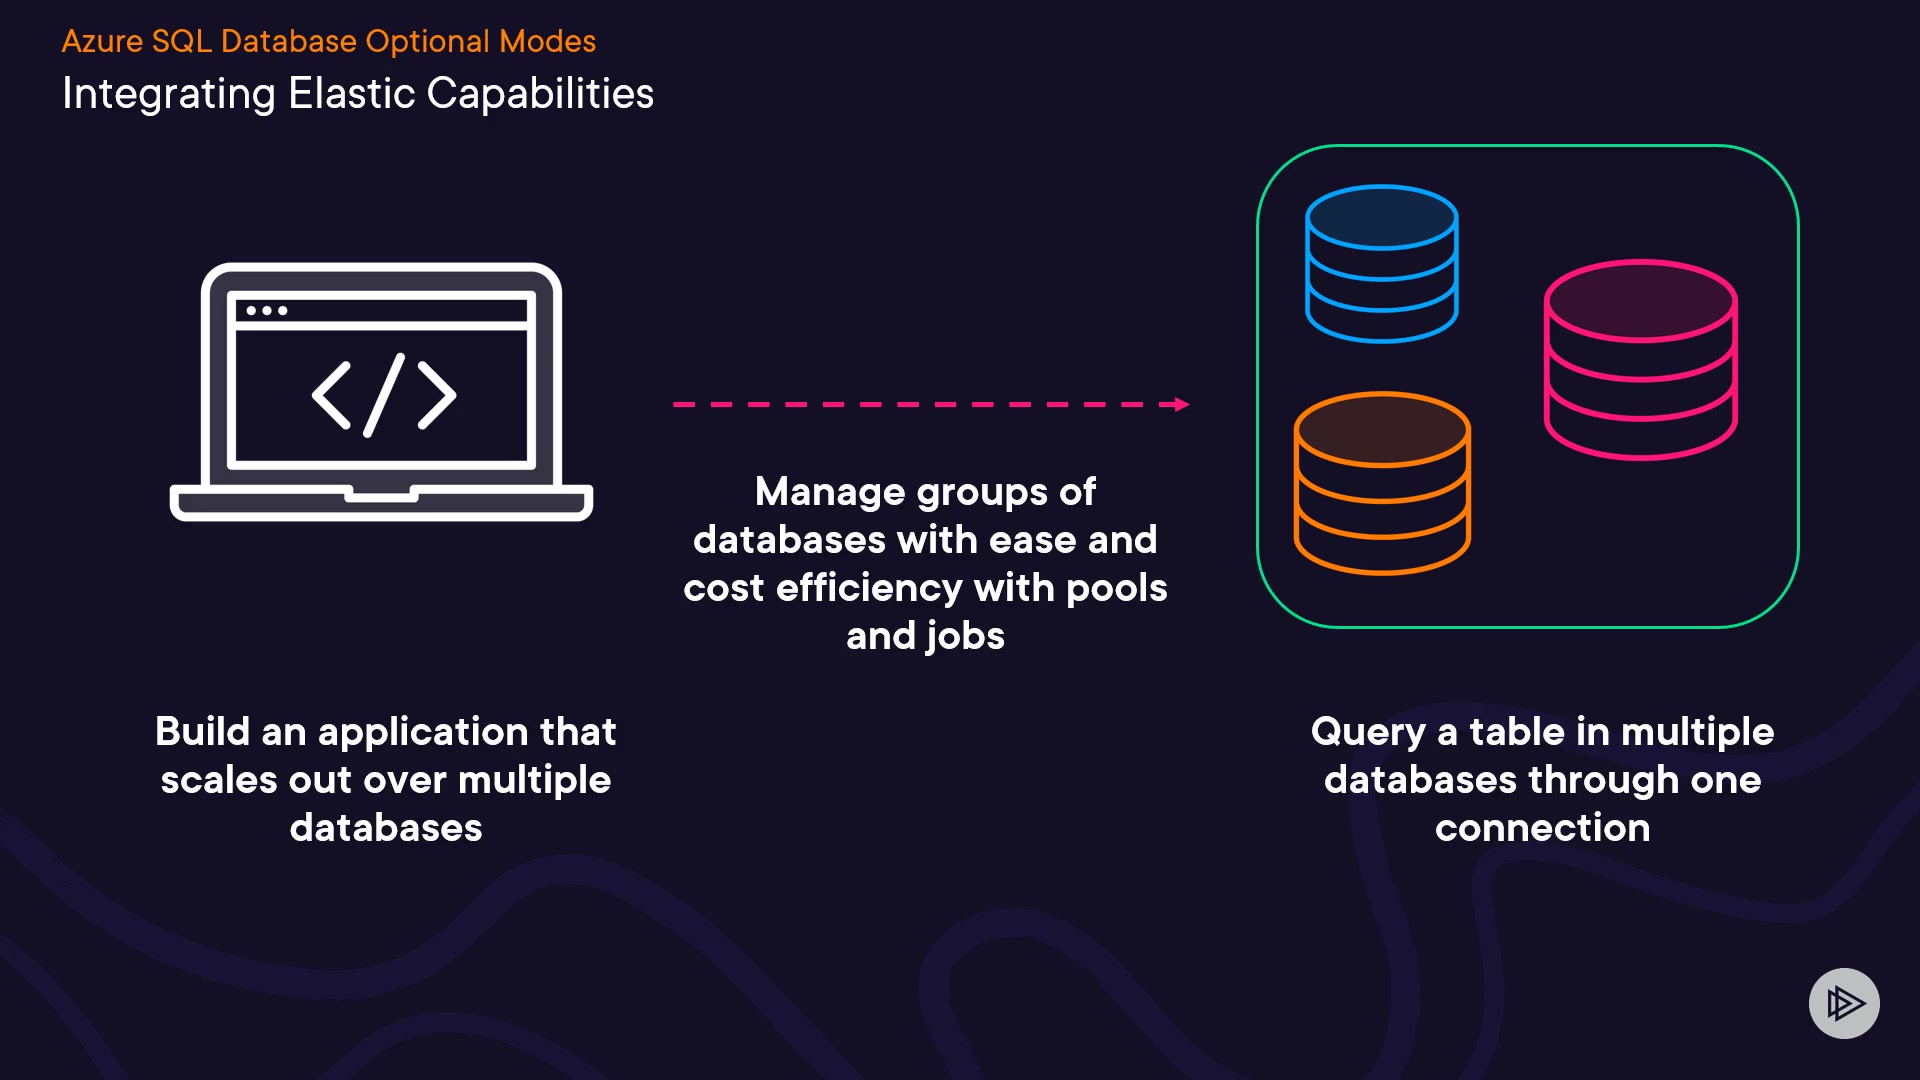 Azure SQL Database Optional Modes
Integrating Elastic Capabilities
</>
Manage groups of
databases with ease and
cost efficiency with pools
and jobs
Build an application that
scales out over multiple
databases
Query a table in multiple
databases through one
connection